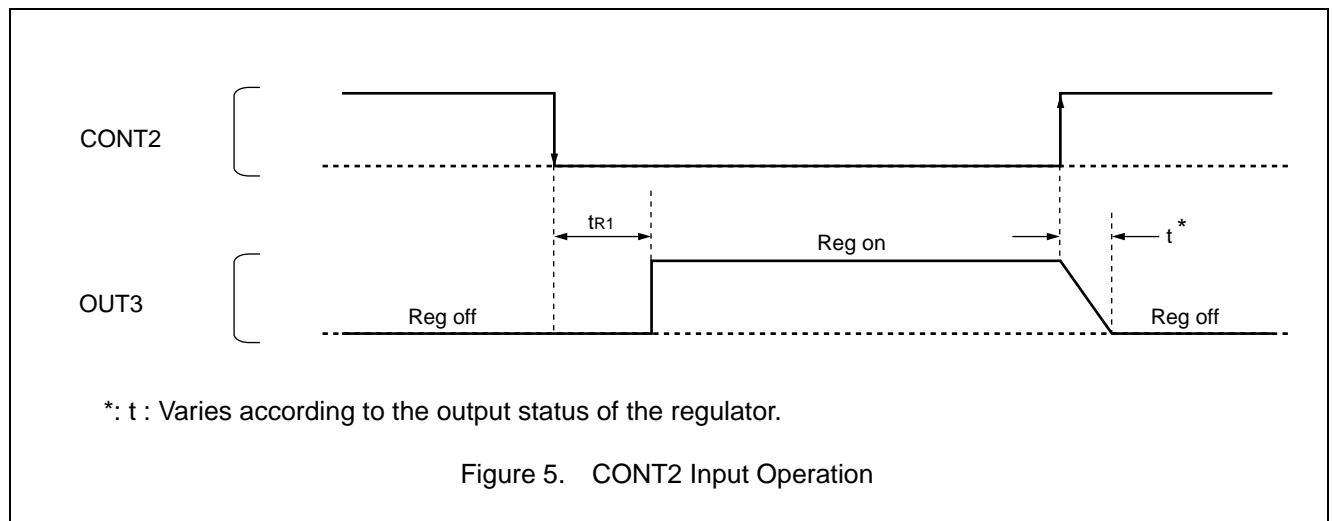 CONT2
tR1
Reg on
t *
OUT3
Reg off
Reg off
*: t : Varies according to the output status of the regulator.
Figure 5. CONT2 Input Operation